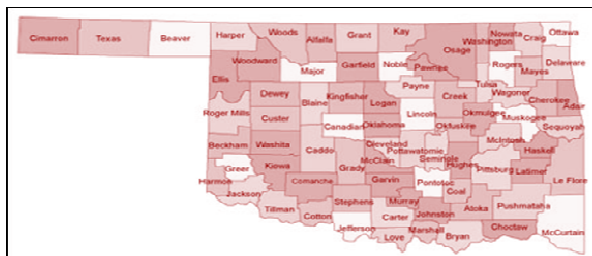 Cimarron
Texas
Beaver
Harper
Woods
Alfalfa
Grant
Kay
Osage
Washington
Nowata
Craig
Ottawa
Ellis
Woodward
Major
Garfield
Noble
Pawnee
Rogers
Mayes
Delaware
Roger Mills
Dewey
Blaine
Kingfisher
Logan
Payne
Creek
Tulsa
Wagoner
Cherokee
Adair
Custer
Canadian
Oklahoma
Lincoln
Okfuskee
Okmulgee
Muskogee
Sequoyah
Beckham
Washita
Caddo
Cleveland
Pottawatomie
Seminole
McIntosh
Haskell
Greer
Kiowa
Grady
McClain
Hughes
Pittsburg
Latimer
Le Flore
Harmon
Jackson
Comanche
Garvin
Pontotoc
Coal
Tillman
Cotton
Stephens
Murray
Johnston
Atoka
Pushmataha
Jefferson
Carter
Love
Marshall
Bryan
Choctaw
McCurtain